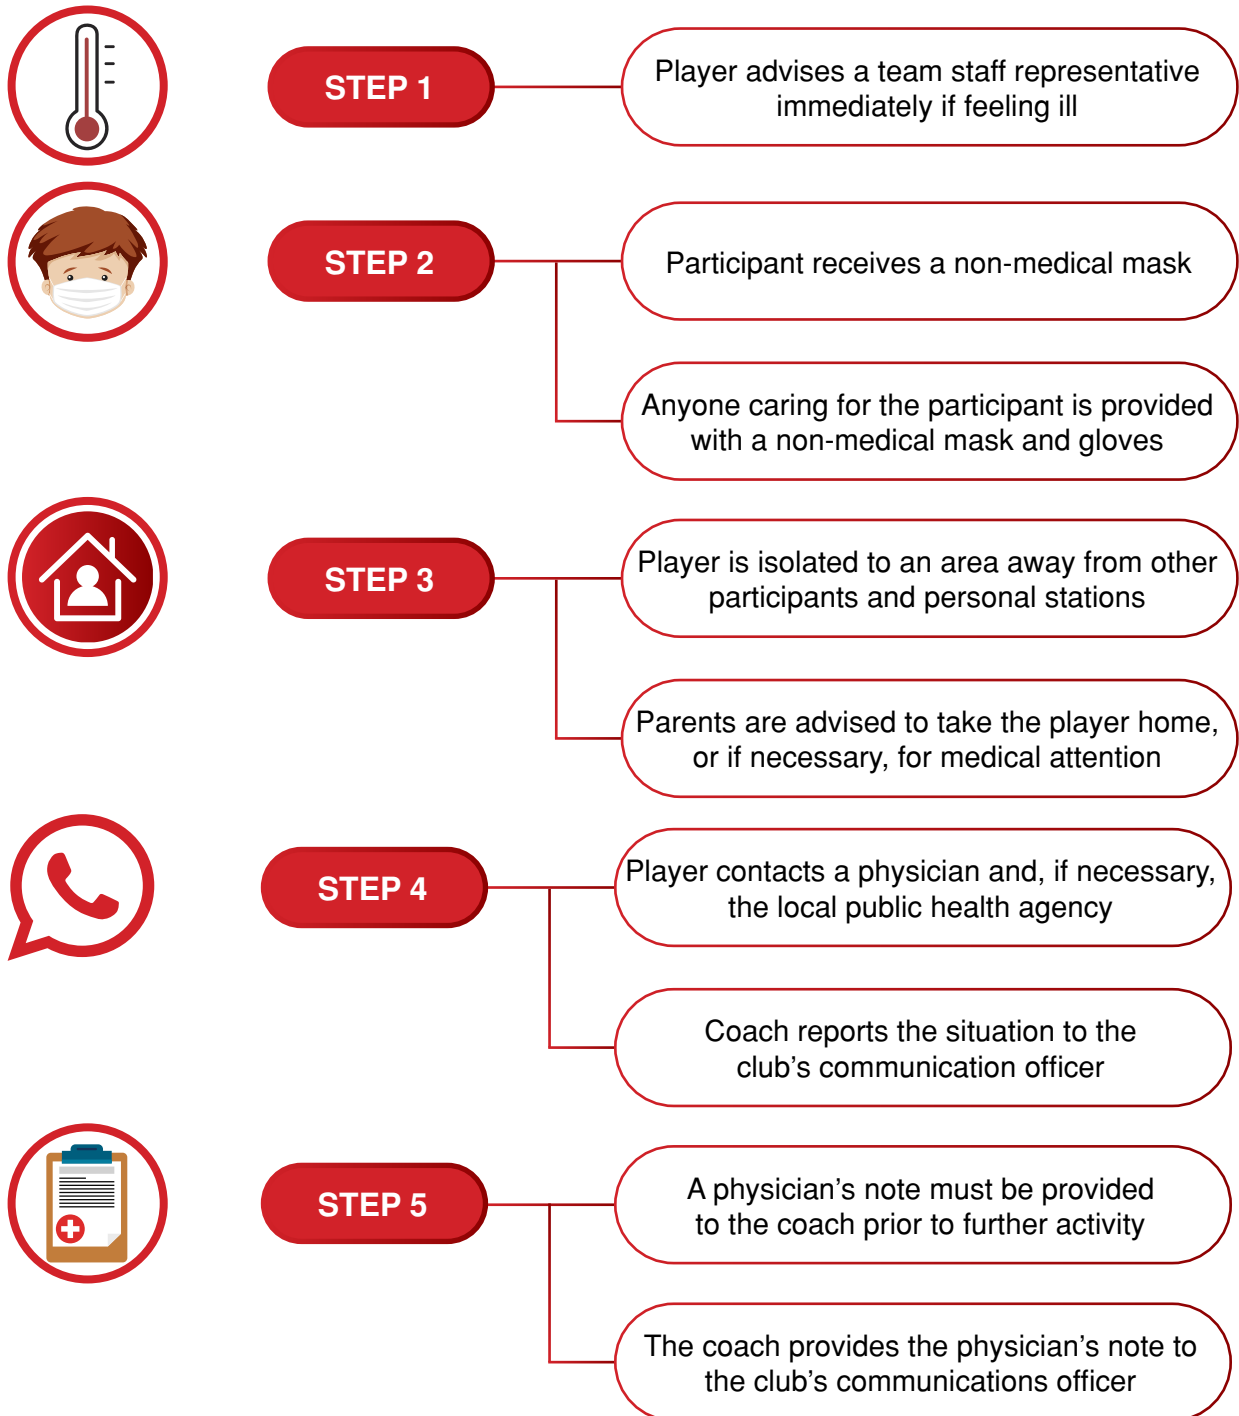 STEP 1
Player advises a team staff representative
immediately if feeling ill
STEP 2
Participant receives a non-medical mask
Anyone caring for the participant is provided
with a non-medical mask and gloves
STEP 3
Player is isolated to an area away from other
participants and personal stations
Parents are advised to take the player home,
or if necessary, for medical attention
STEP 4
Player contacts a physician and, if necessary,
the local public health agency
Coach reports the situation to the
club’s communication officer
STEP 5
A physician’s note must be provided
to the coach prior to further activity
The coach provides the physician’s note to
the club’s communications officer